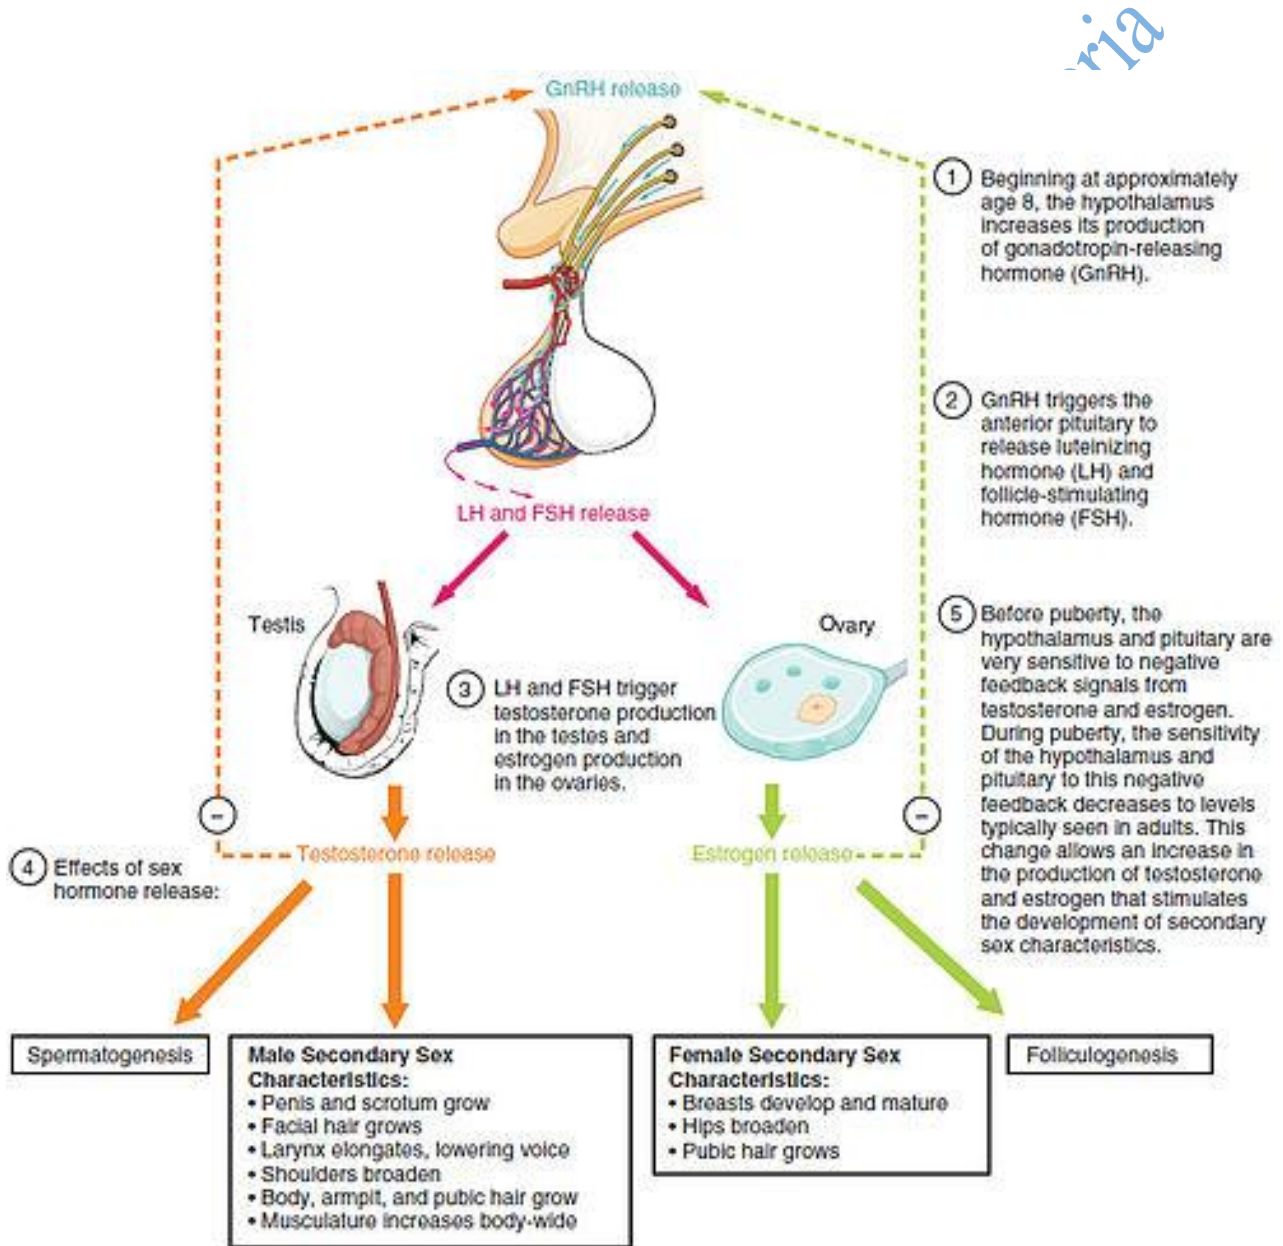 GnRH release
1
Beginning at approximately
age 8, the hypothalamus
increases its production
of gonadotropin-releasing
hormone (GnRH).
2
GnRH triggers the
anterior pituitary to
release luteinizing
hormone (LH) and
follicle-stimulating
hormone (FSH).
LH and FSH release
Testis
Ovary
3
LH and FSH trigger
testosterone production
in the testes and
estrogen production
in the ovaries.
5
Before puberty, the
hypothalamus and pituitary are
very sensitive to negative
feedback signals from
testosterone and estrogen.
During puberty, the sensitivity
of the hypothalamus and
pituitary to this negative
feedback decreases to levels
typically seen in adults. This
change allows an increase in
the production of testosterone
and estrogen that stimulates
the development of secondary
sex characteristics.
−
−
Testosterone release
Estrogen release
4
Effects of sex
hormone release:
Spermatogenesis
Male Secondary Sex
Characteristics:
• Penis and scrotum grow
• Facial hair grows
• Larynx elongates, lowering voice
• Shoulders broaden
• Body, armpit, and pubic hair grow
• Musculature increases body-wide
Female Secondary Sex
Characteristics:
• Breasts develop and mature
• Hips broaden
• Pubic hair grows
Folliculogenesis